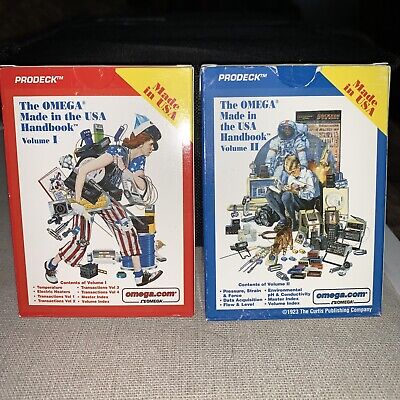 PRODECK™
Made
in USA
The OMEGA®
Made in the USA
Handbook™
Volume I
Contents of Volume I
• Temperature
• Electric Heaters
• Transactions Vol 1
• Transactions Vol 2
• Transactions Vol 3
• Transactions Vol 4
• Master Index
• Volume Index
omega.com®
ΩOMEGA®
PRODECK™
Made
in USA
The OMEGA®
Made in
the USA
Handbook™
Volume II
Contents of Volume II
• Pressure, Strain
& Force
• Data Acquisition
• Flow & Level
• Environmental
pH & Conductivity
• Master Index
• Volume Index
omega.com®
ΩOMEGA®
©1923 The Curtis Publishing Company